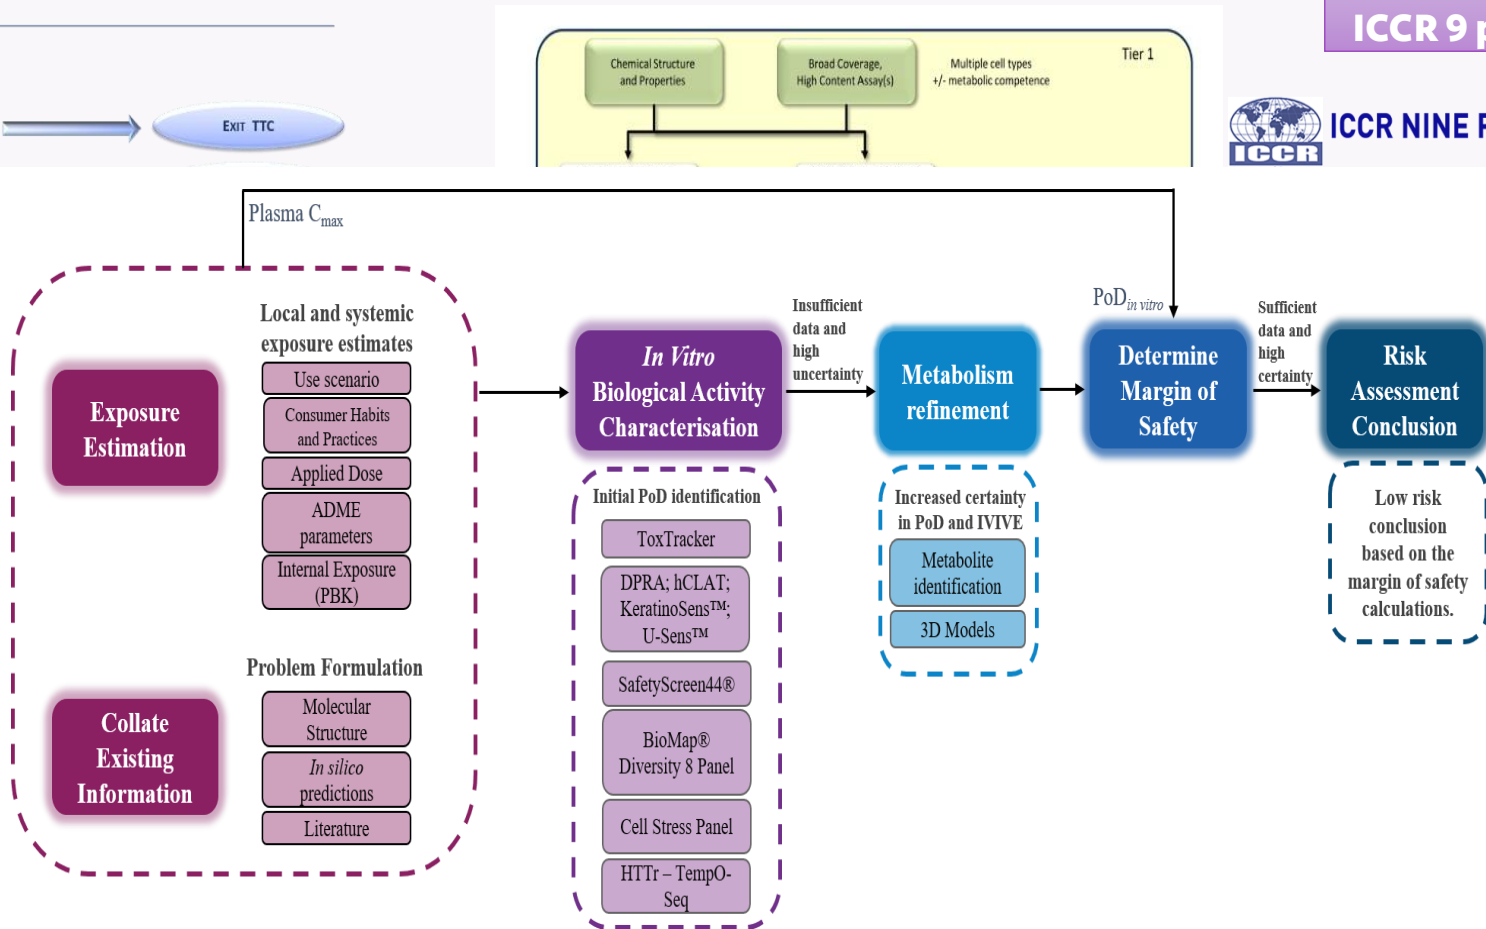 ICCR 9
Chemical Structure
and Properties
Broad Coverage,
High Content Assay(s)
Multiple cell types
+/- metabolic competence
Tier 1
EXIT TTC
ICCR
ICCR NINE
Plasma Cmax
Local and systemic
exposure estimates
Exposure
Estimation
Use scenario
Consumer Habits
and Practices
Applied Dose
ADME
parameters
Internal Exposure
(PBK)
Problem Formulation
Collate
Existing
Information
Molecular
Structure
In silico
predictions
Literature
In Vitro
Biological Activity
Characterisation
Initial PoD identification
ToxTracker
DPRA; hCLAT;
KeratinoSens™;
U-Sens™
SafetyScreen44®
BioMap®
Diversity 8 Panel
Cell Stress Panel
HTTr – TempO-
Seq
Insufficient
data and
high
uncertainty
Metabolism
refinement
Increased certainty
in PoD and IVIVE
Metabolite
identification
3D Models
PoDin vitro
Determine
Margin of
Safety
Sufficient
data and
high
certainty
Risk
Assessment
Conclusion
Low risk
conclusion
based on the
margin of safety
calculations.